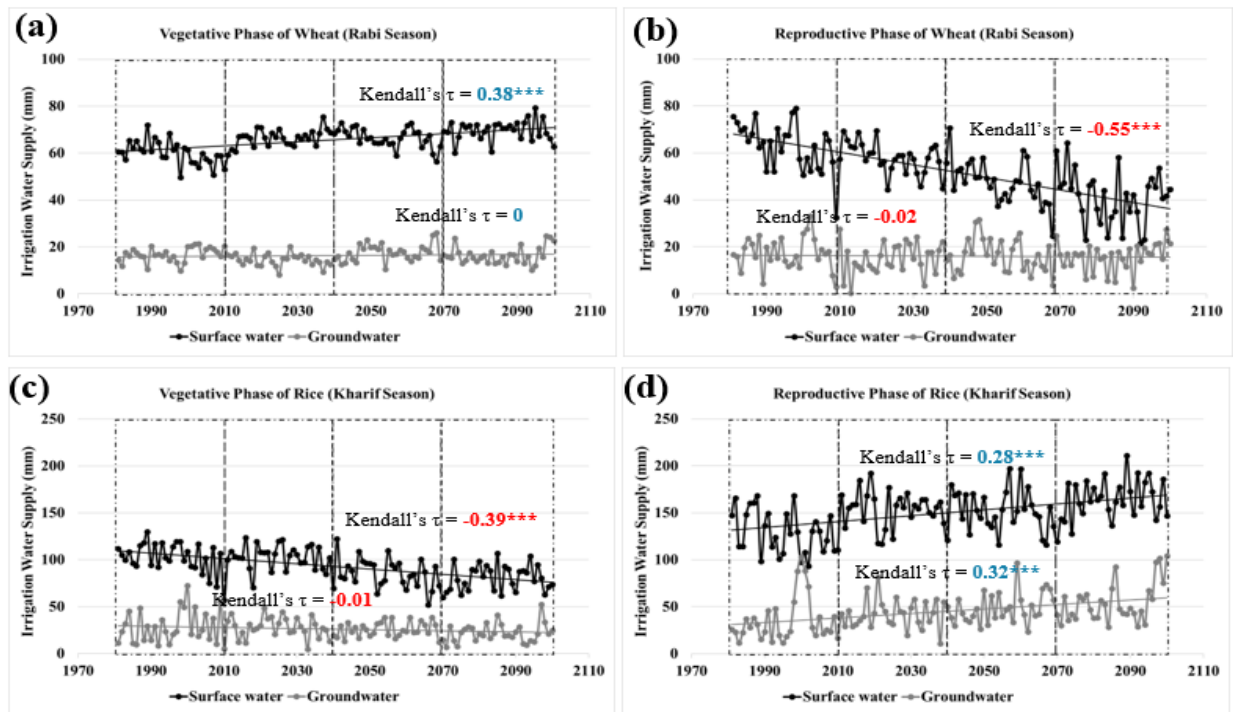 (a)
Vegetative Phase of Wheat (Rabi Season)
Irrigation Water Supply (mm)
100
80
60
40
20
0
Kendall's τ = 0.38***
Kendall's τ = 0
1970 1990 2010 2030 2050 2070 2090 2110
Surface water Groundwater
(b)
Reproductive Phase of Wheat (Rabi Season)
Irrigation Water Supply (mm)
100
80
60
40
20
0
Kendall's τ = -0.55***
Kendall's τ = -0.02
1970 1990 2010 2030 2050 2070 2090 2110
Surface water Groundwater
(c)
Vegetative Phase of Rice (Kharif Season)
Irrigation Water Supply (mm)
250
200
150
100
50
0
Kendall's τ = -0.39***
Kendall's τ = -0.01
1970 1990 2010 2030 2050 2070 2090 2110
Surface water Groundwater
(d)
Reproductive Phase of Rice (Kharif Season)
Irrigation Water Supply (mm)
250
200
150
100
50
0
Kendall's τ = 0.28***
Kendall's τ = 0.32***
1970 1990 2010 2030 2050 2070 2090 2110
Surface water Groundwater